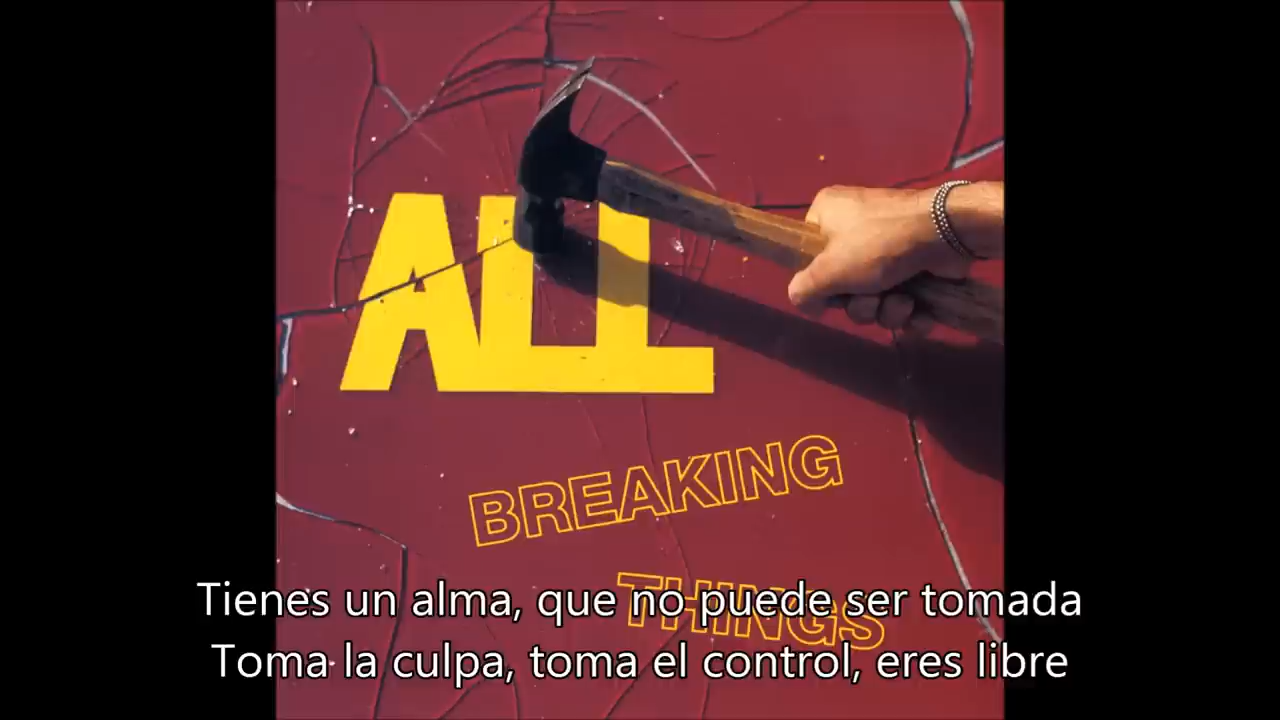 ALL
BREAKING
THINGS
Tienes un alma, que no puede ser tomada
Toma la culpa, toma el control, eres libre